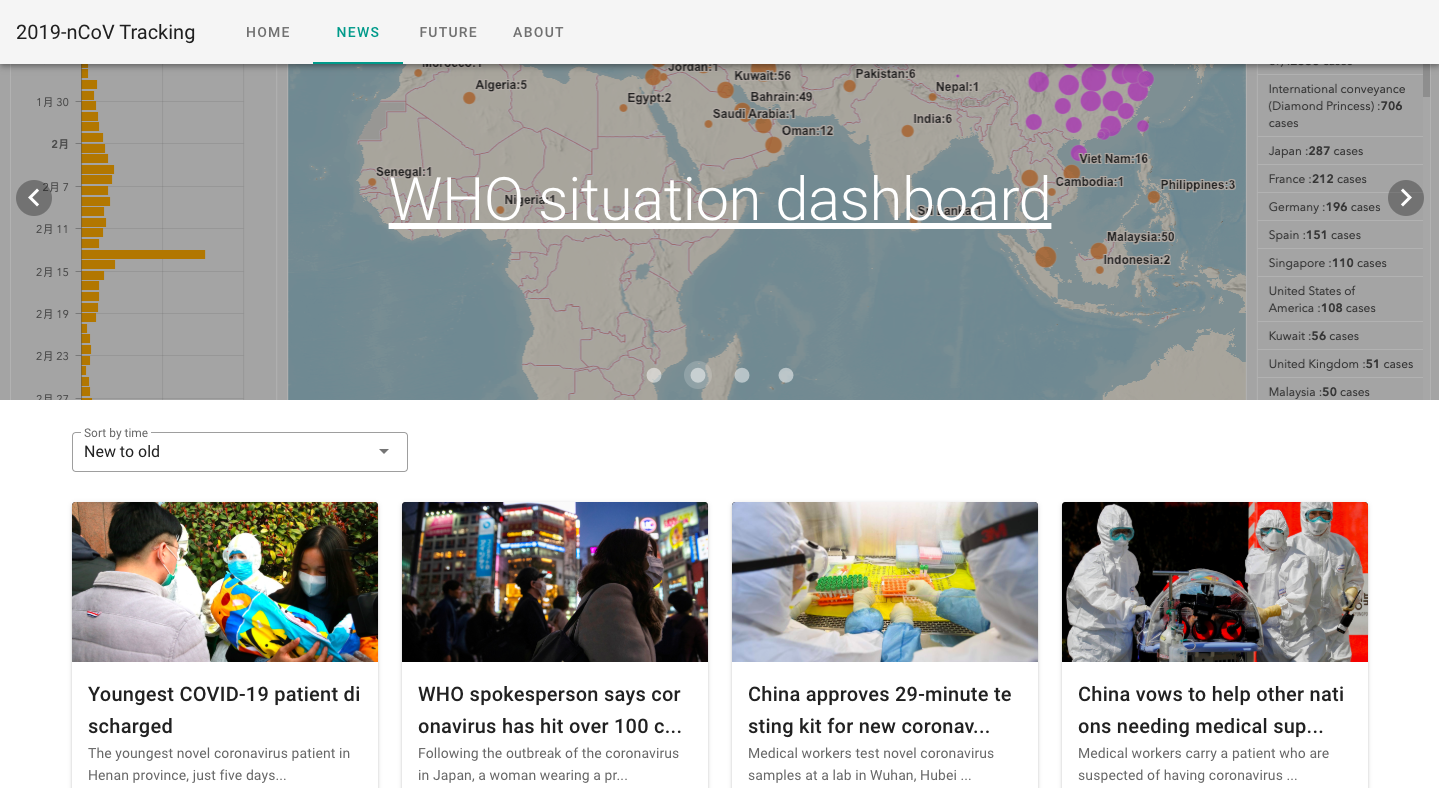 2019-nCoV Tracking
HOME
NEWS
FUTURE
ABOUT
1月 30
2月
2月 7
2月 11
2月 15
2月 19
2月 23
2月 27
Morocco:1
Algeria:5
Jordan:1
Egypt:2
Kuwait:56
Bahrain:49
Saudi Arabia:1
Oman:12
Pakistan:6
Nepal:1
India:6
Senegal:1
Nigeria:1
Viet Nam:16
Cambodia:1
Philippines:3
Sri Lanka:1
Malaysia:50
Indonesia:2
WHO situation dashboard
International conveyance
(Diamond Princess) :706
cases
Japan :287 cases
France :212 cases
Germany :196 cases
Spain :151 cases
Singapore :110 cases
United States of
America :108 cases
Kuwait :56 cases
United Kingdom :51 cases
Malaysia :50 cases
Sort by time
New to old
3M
Youngest COVID-19 patient di
scharged
The youngest novel coronavirus patient in
Henan province, just five days...
WHO spokesperson says cor
onavirus has hit over 100 c...
Following the outbreak of the coronavirus
in Japan, a woman wearing a pr...
China approves 29-minute te
sting kit for new coronav...
Medical workers test novel coronavirus
samples at a lab in Wuhan, Hubei ...
China vows to help other nati
ons needing medical sup...
Medical workers carry a patient who are
suspected of having coronavirus ...